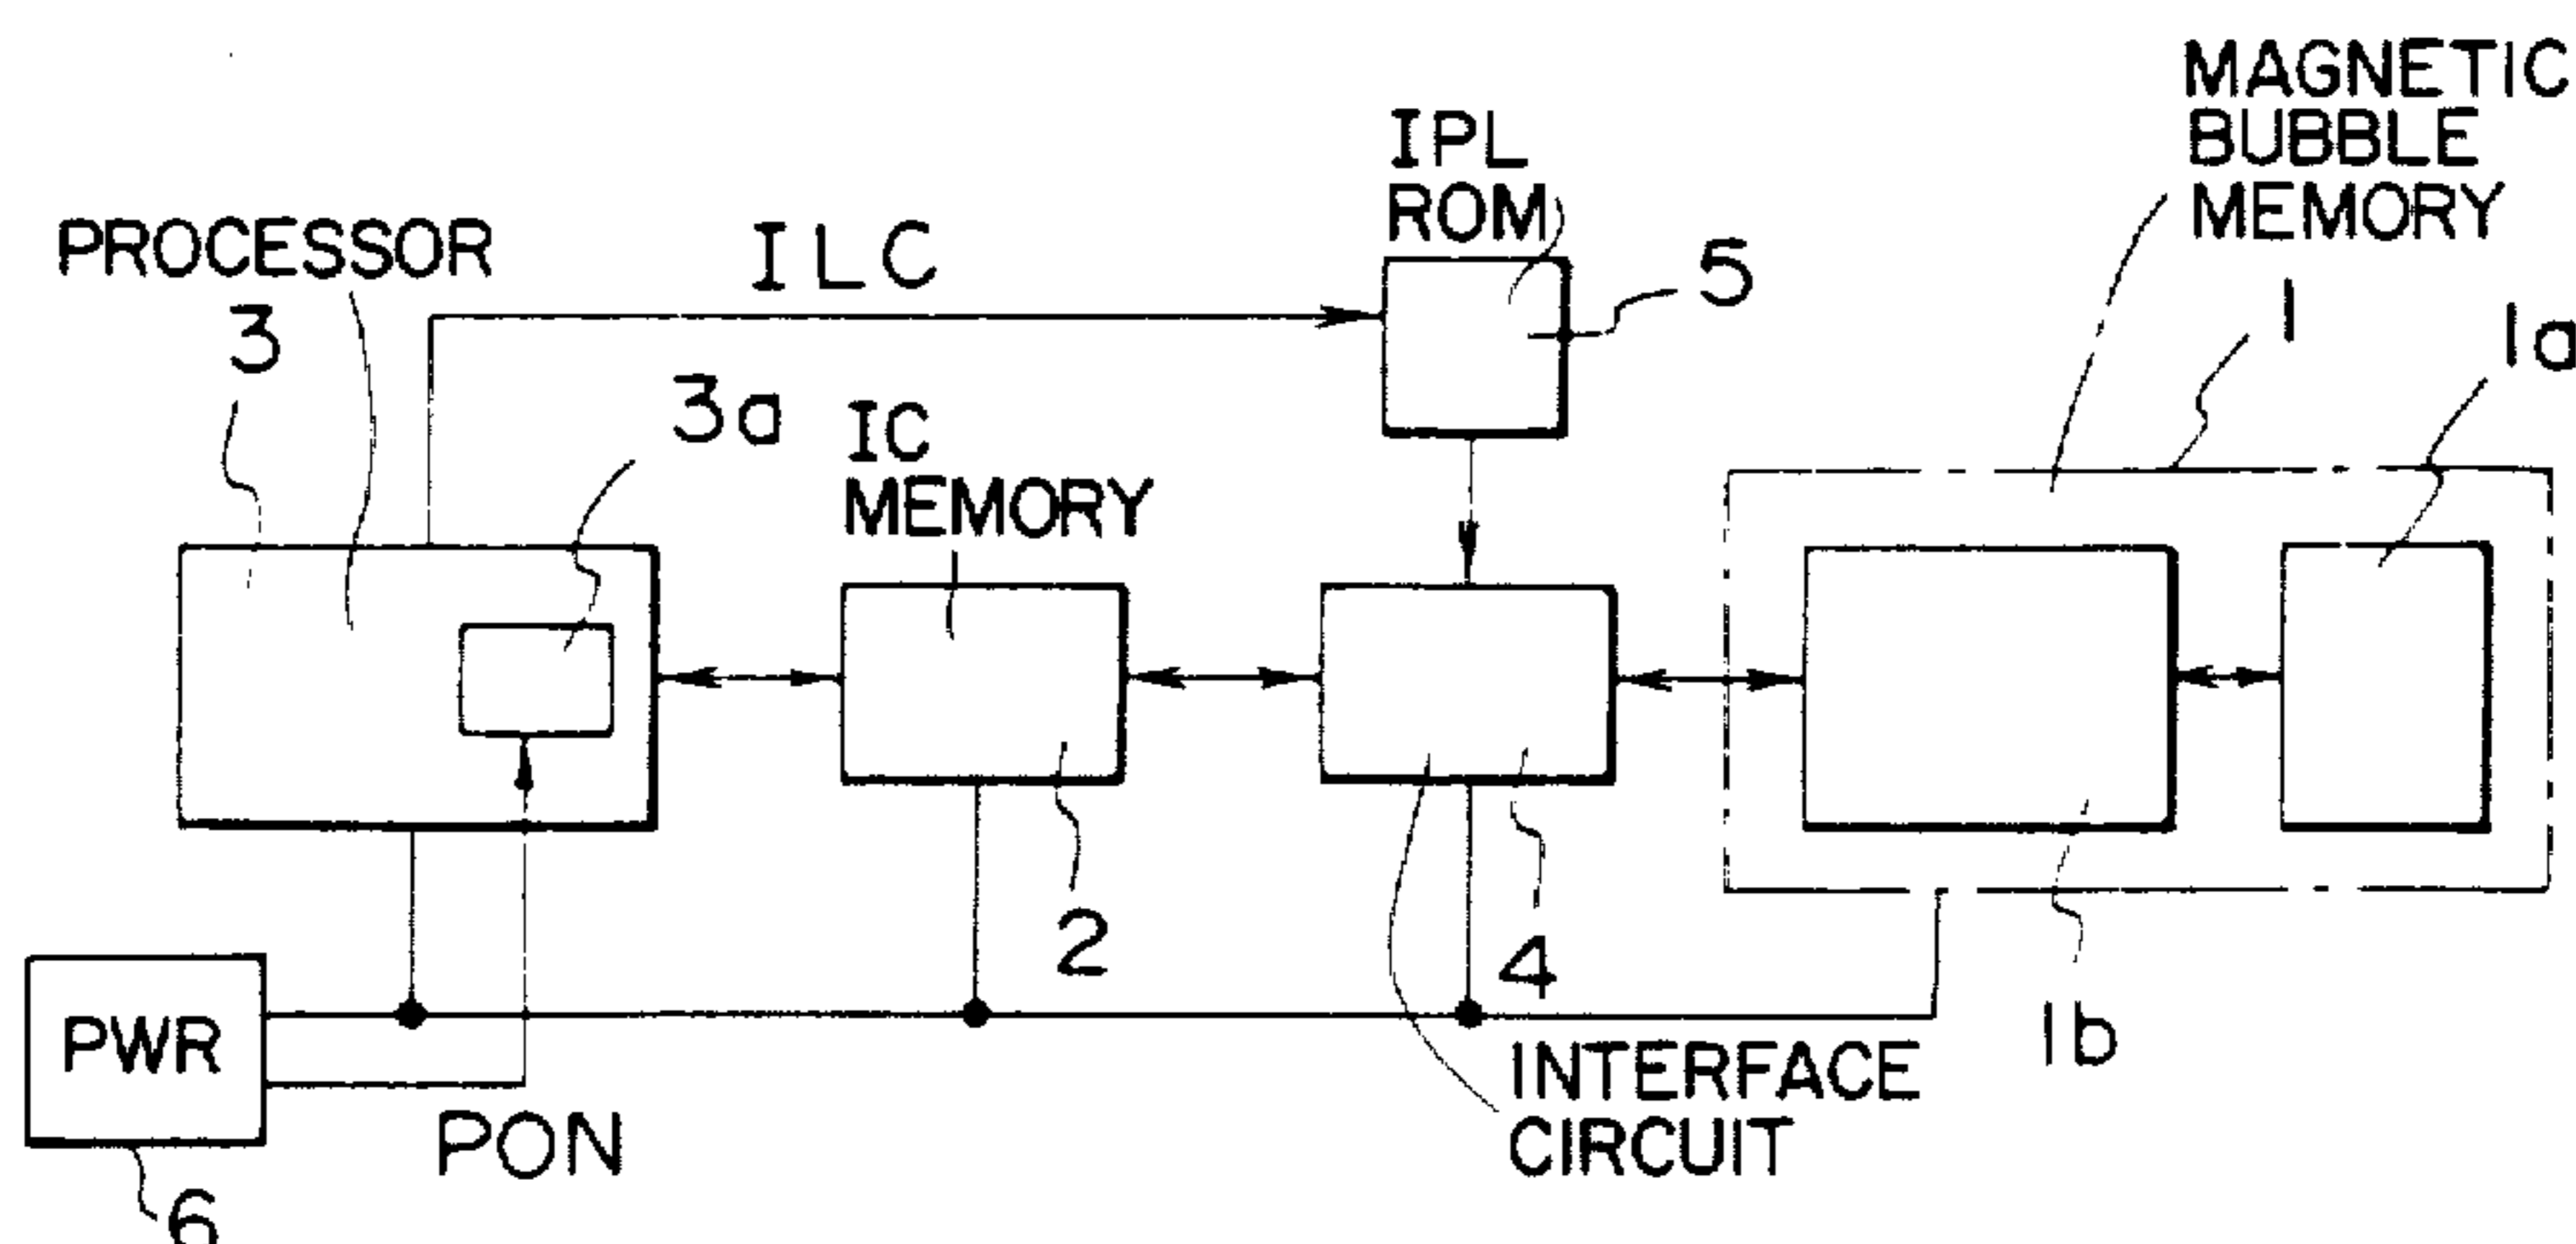 MAGNETIC
BUBBLE
MEMORY
IPL
ROM
PROCESSOR
ILC
5
3
1
1a
3a
IC
MEMORY
2
4
1b
PWR
INTERFACE
CIRCUIT
PON
6